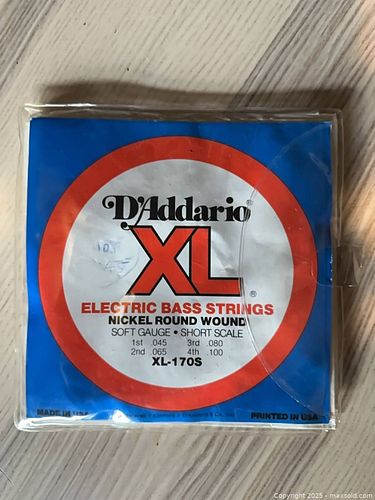 D'Addario
XL®
ELECTRIC BASS STRINGS
NICKEL ROUND WOUND
SOFT GAUGE • SHORT SCALE
1st .045 3rd .080
2nd .065 4th .100
XL-170S
MADE IN USA
PRINTED IN USA
Copyright © 2025 - maxsold.com